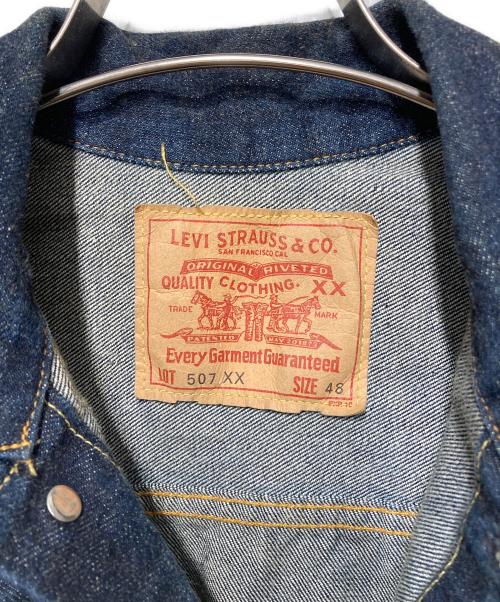 LEVI STRAUSS & CO.
SAN FRANCISCO CAL
ORIGINAL RIVETED
QUALITY CLOTHING. XX
TRADE MARK
PATENTED MAY 20 1873
Every Garment Guaranteed
LOT 507 XX SIZE 48